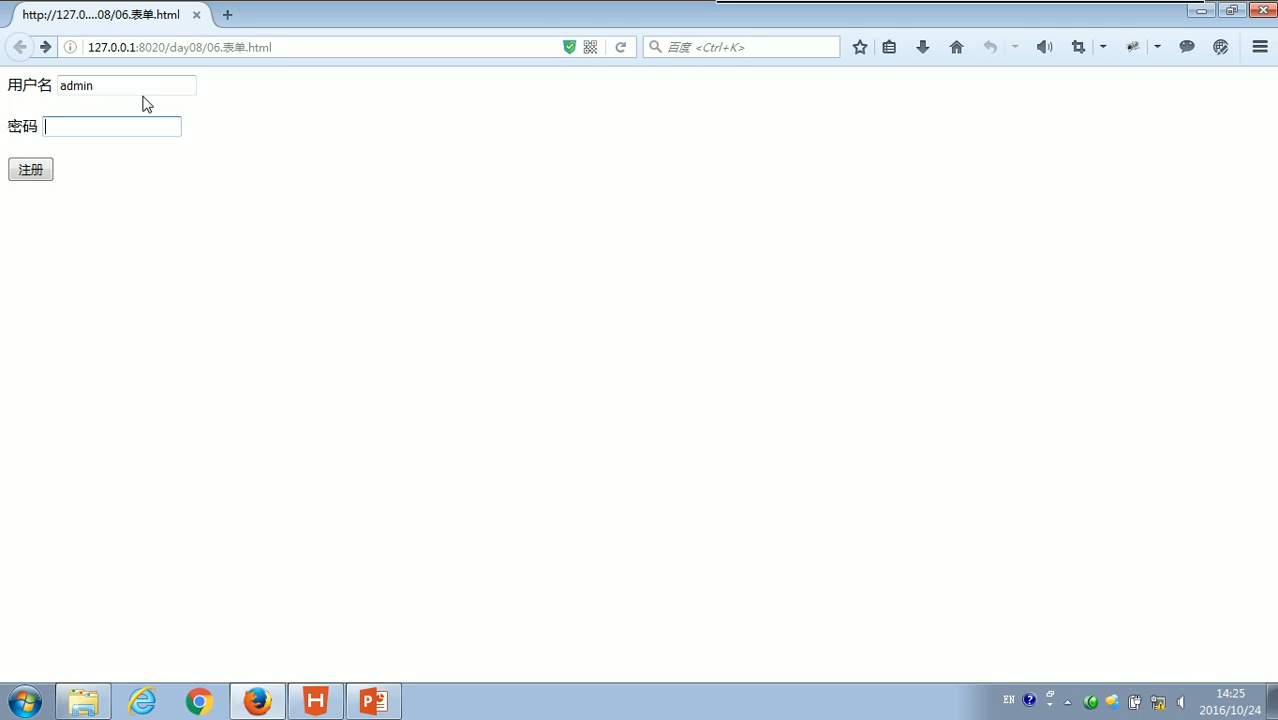 http://127.0....08/06.表单.html
127.0.0.1:8020/day08/06.表单.html
百度 <Ctrl+K>
用户名 admin
密码
注册
EN
14:25
2016/10/24